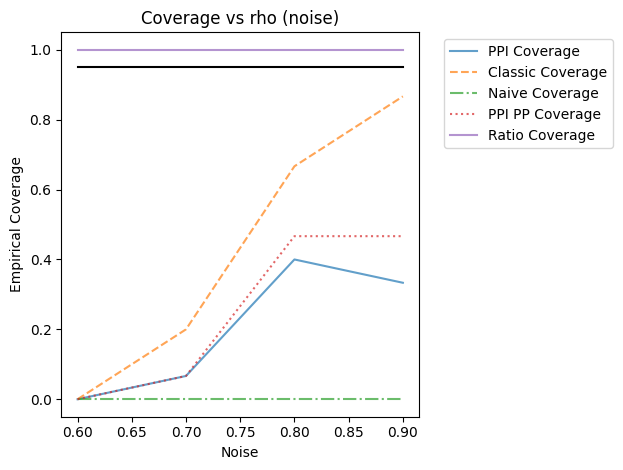 Coverage vs rho (noise)
PPI Coverage
Classic Coverage
Naive Coverage
PPI PP Coverage
Ratio Coverage
Empirical Coverage
1.0
0.8
0.6
0.4
0.2
0.0
0.60 0.65 0.70 0.75 0.80 0.85 0.90
Noise